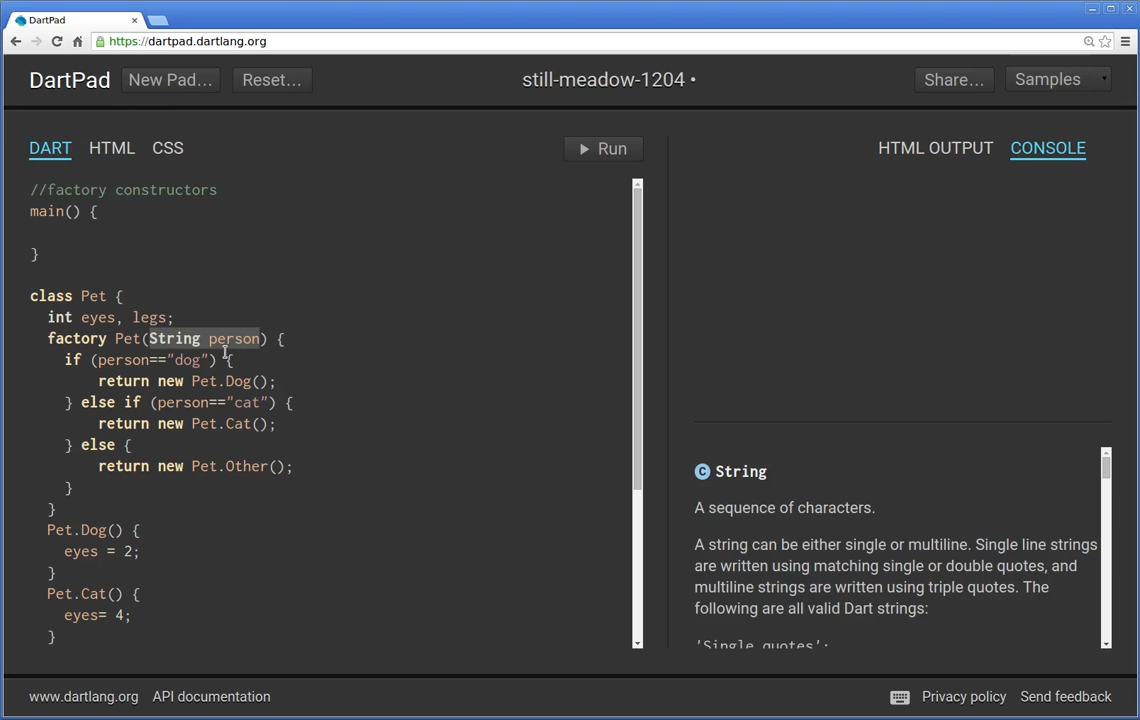 DartPad
https://dartpad.dartlang.org
DartPad New Pad... Reset... still-meadow-1204 • Share... Samples
DART HTML CSS Run HTML OUTPUT CONSOLE
//factory constructors
main() {
}
class Pet {
int eyes, legs;
factory Pet(String person) {
if (person=="dog") {
return new Pet.Dog();
} else if (person=="cat") {
return new Pet.Cat();
} else {
return new Pet.Other();
}
}
Pet.Dog() {
eyes = 2;
}
Pet.Cat() {
eyes= 4;
}
C String
A sequence of characters.
A string can be either single or multiline. Single line strings
are written using matching single or double quotes, and
multiline strings are written using triple quotes. The
following are all valid Dart strings:
'Single quotes';
www.dartlang.org API documentation Privacy policy Send feedback